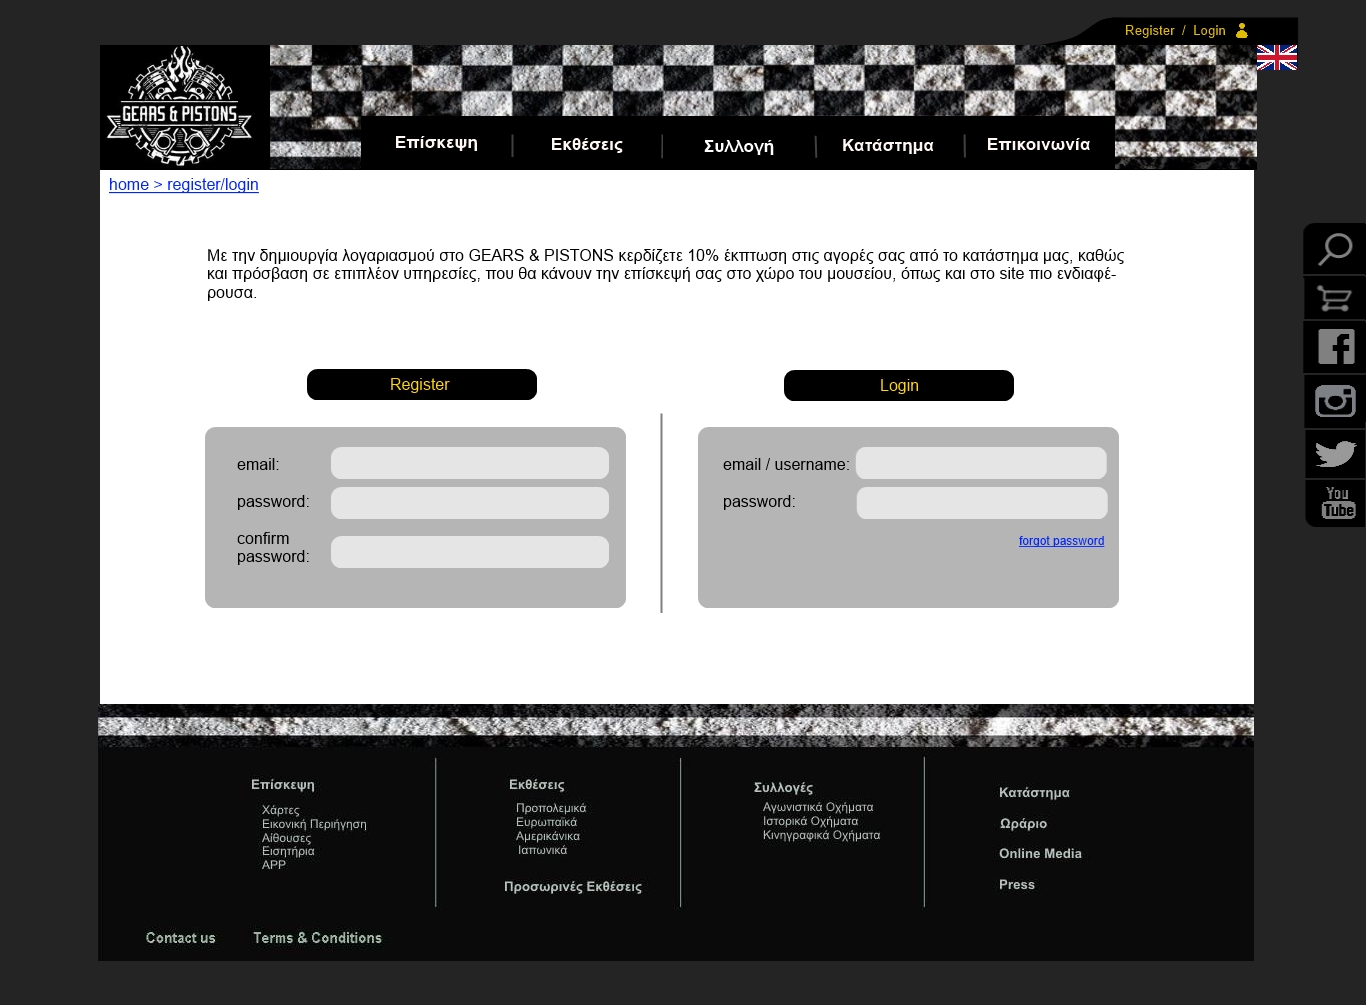 Register / Login
GEARS & PISTONS
Επίσκεψη
Εκθέσεις
Συλλογή
Κατάστημα
Επικοινωνία
home > register/login
Με την δημιουργία λογαριασμού στο GEARS & PISTONS κερδίζετε 10% έκπτωση στις αγορές σας από το κατάστημα μας, καθώς
και πρόσβαση σε επιπλέον υπηρεσίες, που θα κάνουν την επίσκεψή σας στο χώρο του μουσείου, όπως και στο site πιο ενδιαφέ-
ρουσα.
Register
email:
password:
confirm
password:
Login
email / username:
password:
forgot password
You
Tube
Επίσκεψη
Χάρτες
Εικονική Περιήγηση
Αίθουσες
Εισητήρια
APP
Εκθέσεις
Προπολεμικά
Ευρωπαϊκά
Αμερικάνικα
Ιαπωνικά
Προσωρινές Εκθέσεις
Συλλογές
Αγωνιστικά Οχήματα
Ιστορικά Οχήματα
Κινηγραφικά Οχήματα
Κατάστημα
Ωράριο
Online Media
Press
Contact us
Terms & Conditions